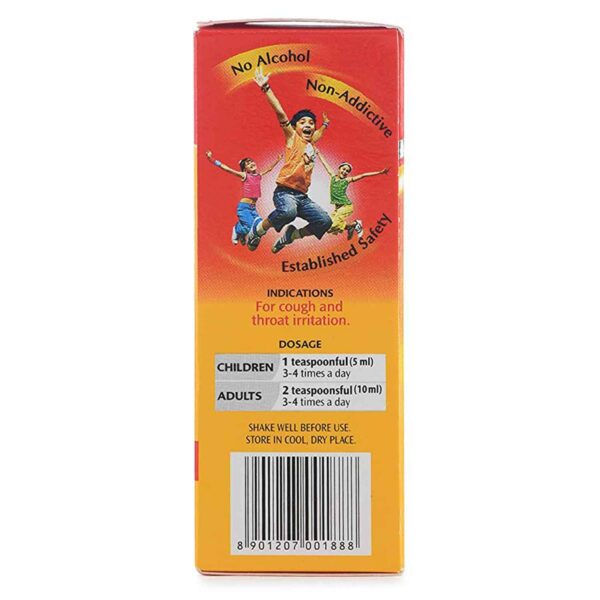 No Alcohol
Non-Addictive
Established Safety
INDICATIONS
For cough and
throat irritation.
DOSAGE
CHILDREN 1 teaspoonful (5 ml)
3-4 times a day
ADULTS 2 teaspoonsful (10 ml)
3-4 times a day
SHAKE WELL BEFORE USE.
STORE IN COOL, DRY PLACE.
8 901207 001888